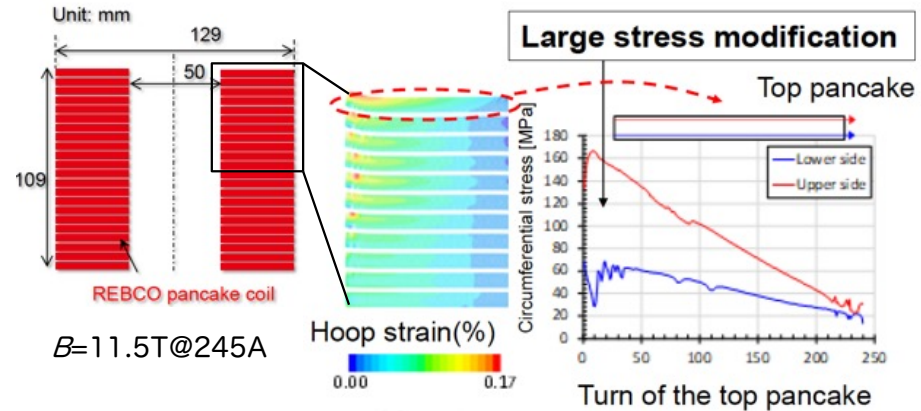 Unit: mm
129
50
109
REBCO pancake coil
B=11.5T@245A
Hoop strain(%)
0.00
0.17
Large stress modification
Top pancake
Circumferential stress [MPa]
180
160
140
120
100
80
60
40
20
0
Lower side
Upper side
0
50
100
150
200
250
Turn of the top pancake